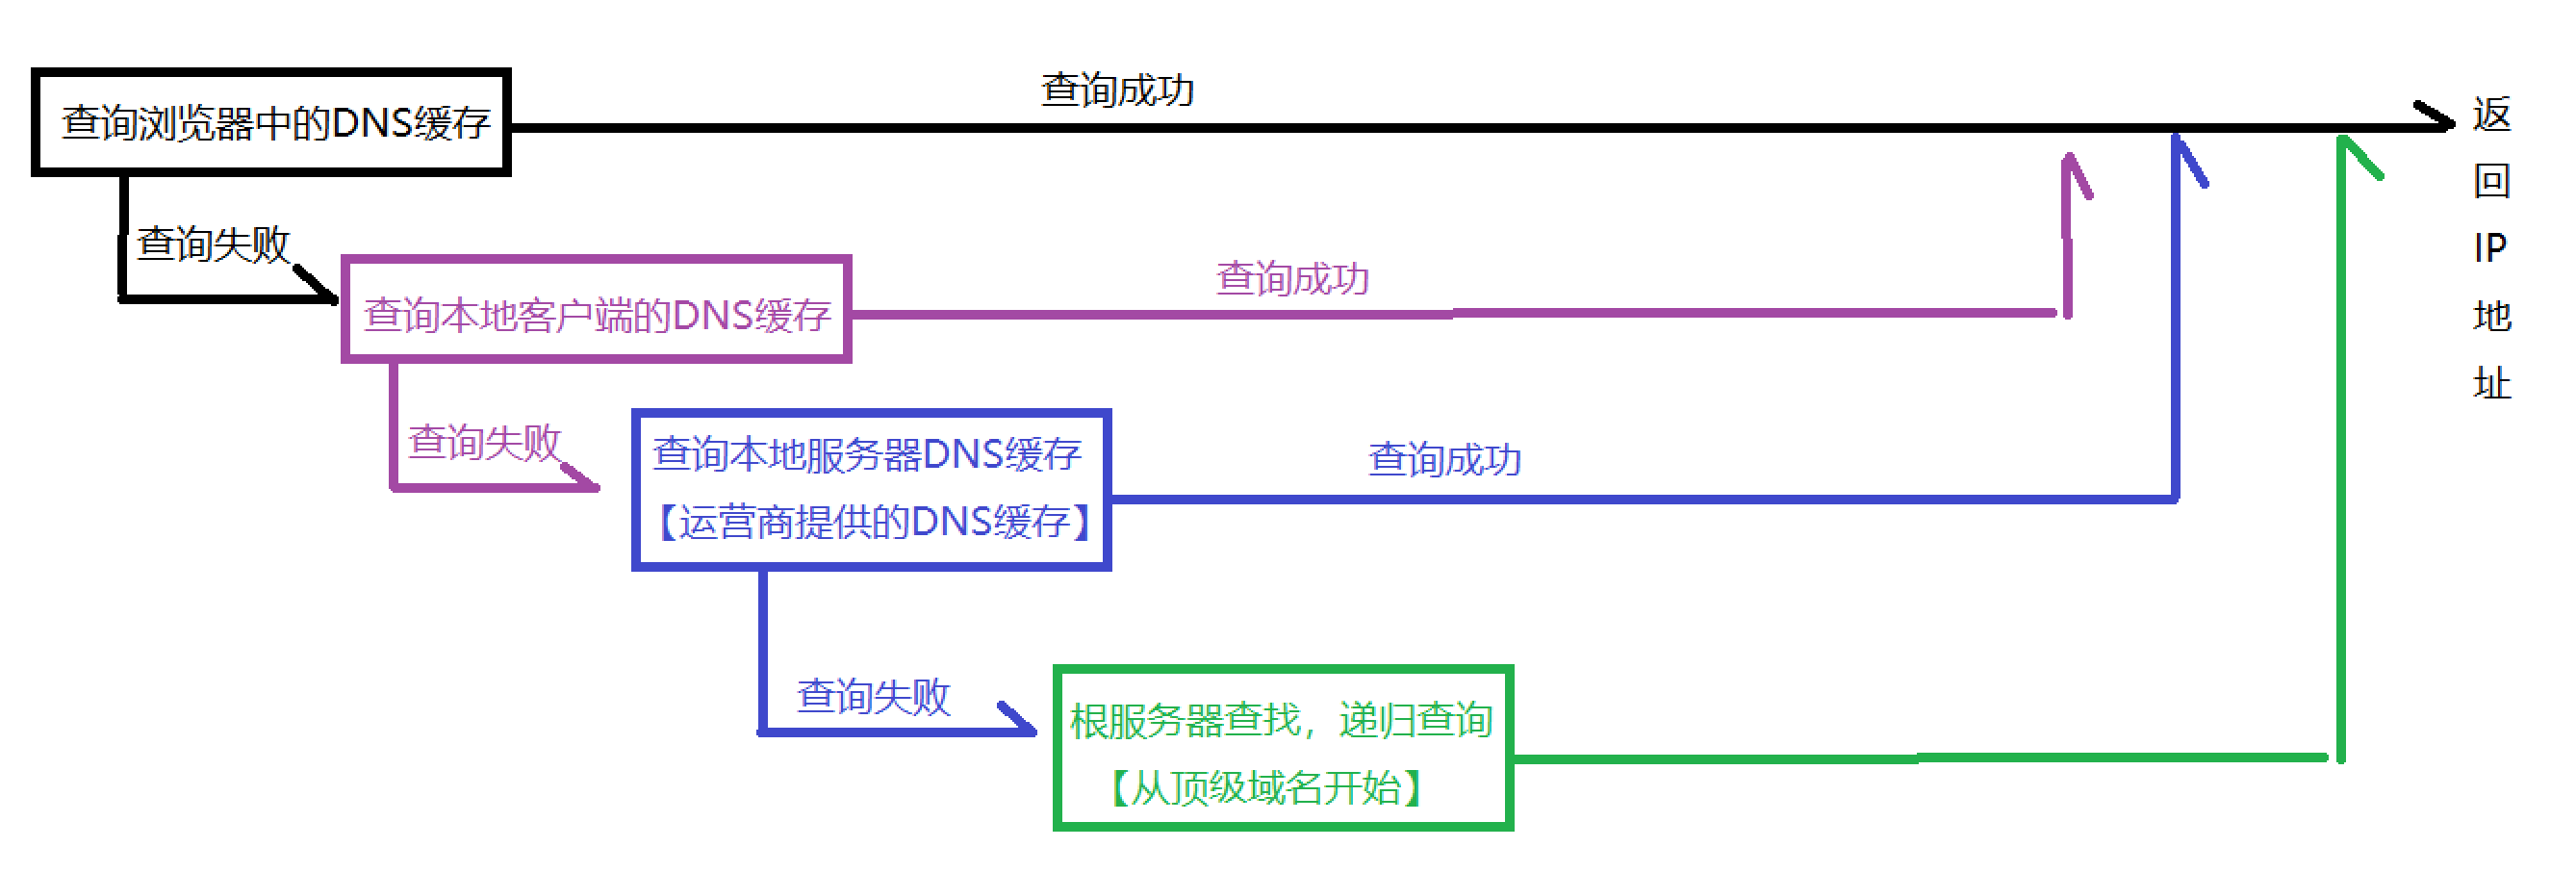 查询成功
查询浏览器中的DNS缓存
查询失败
查询成功
查询本地客户端的DNS缓存
查询失败
查询本地服务器DNS缓存
【运营商提供的DNS缓存】
查询成功
查询失败
根服务器查找，递归查询
【从顶级域名开始】
返
回
IP
地
址